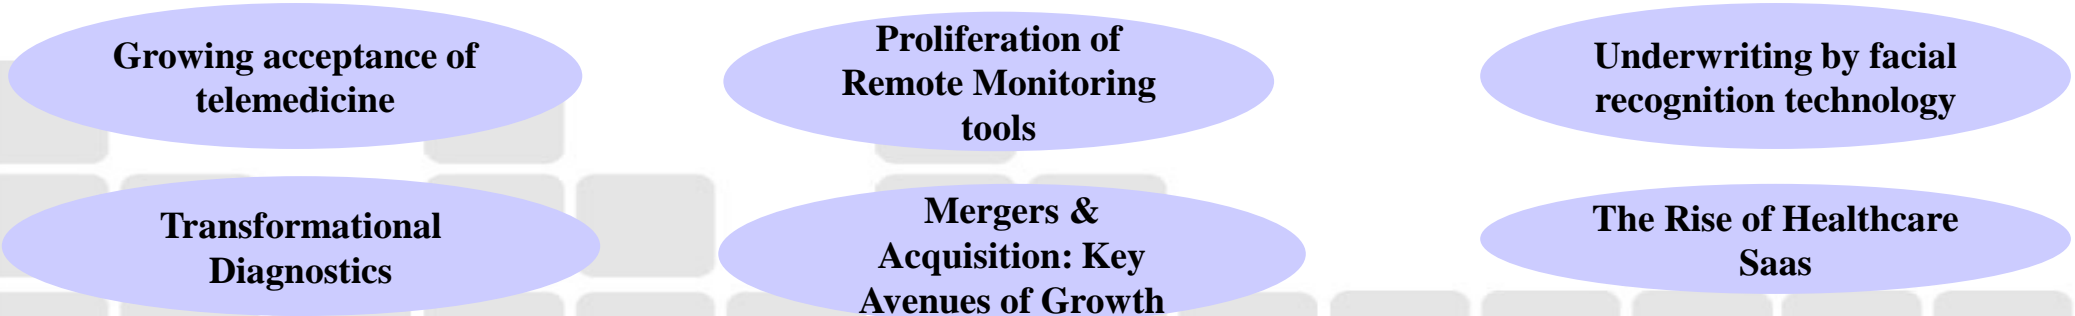 Growing acceptance of
telemedicine
Proliferation of
Remote Monitoring
tools
Underwriting by facial
recognition technology
Transformational
Diagnostics
Mergers &
Acquisition: Key
Avenues of Growth
The Rise of Healthcare
Saas